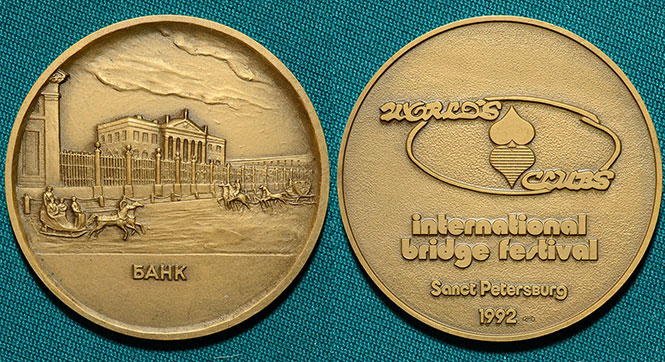 БАНК
WORLD'S
CLUBS
international
bridge festival
Sanct Petersburg
1992